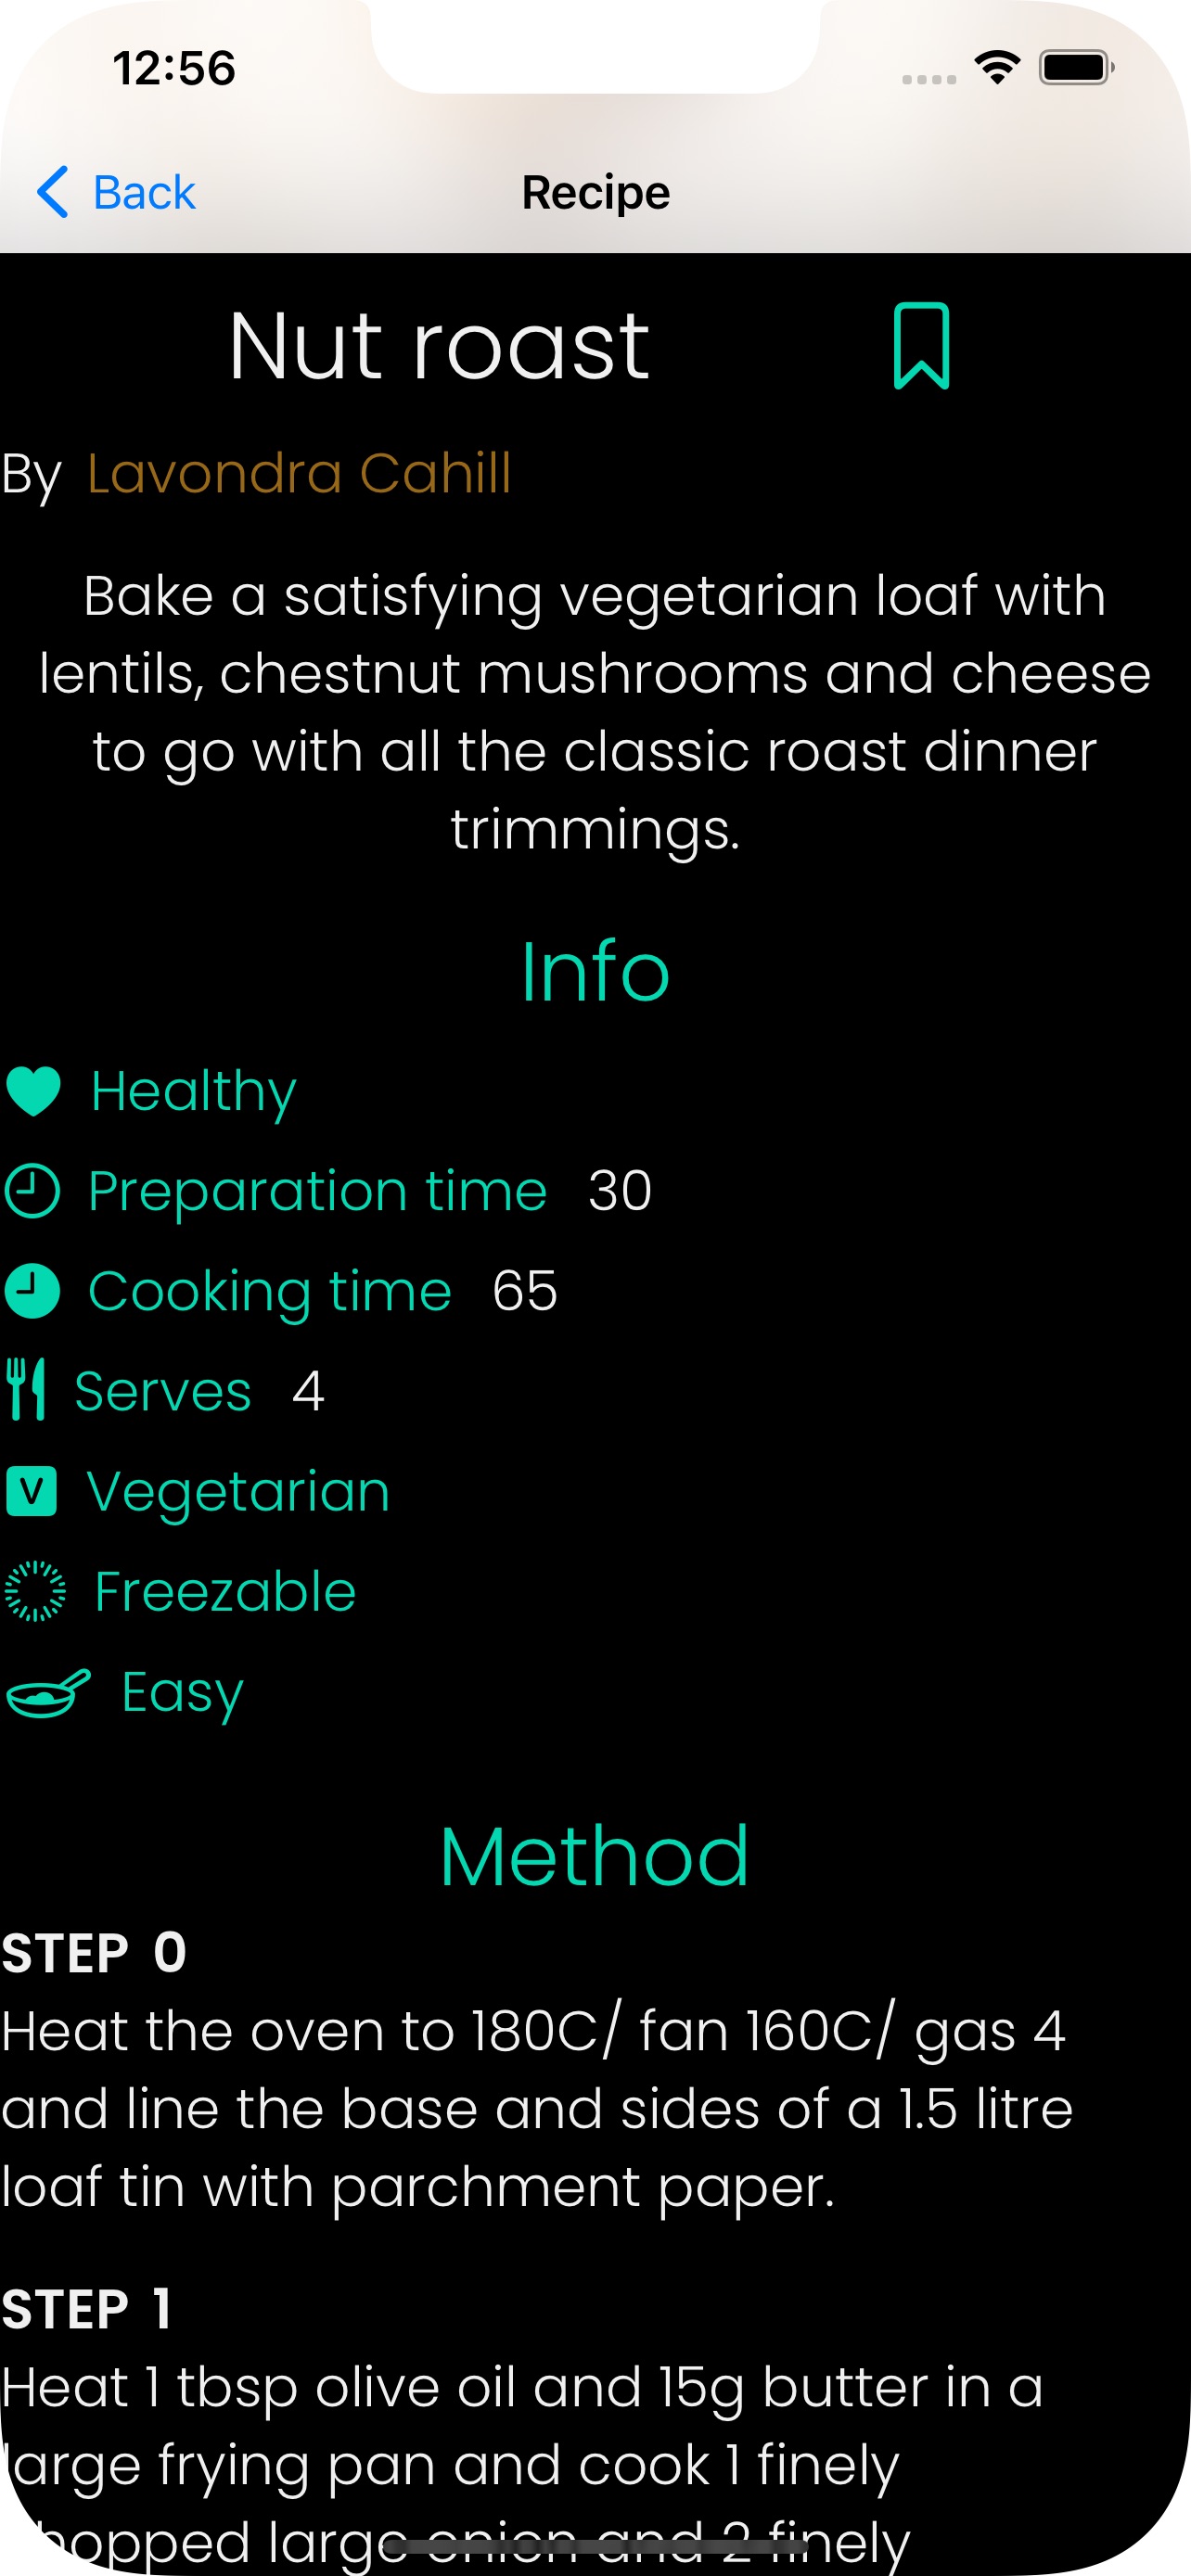 12:56
Back Recipe
Nut roast
By Lavondra Cahill
Bake a satisfying vegetarian loaf with
lentils, chestnut mushrooms and cheese
to go with all the classic roast dinner
trimmings.
Info
Healthy
Preparation time 30
Cooking time 65
Serves 4
V Vegetarian
Freezable
Easy
Method
STEP 0
Heat the oven to 180C/ fan 160C/ gas 4
and line the base and sides of a 1.5 litre
loaf tin with parchment paper.
STEP 1
Heat 1 tbsp olive oil and 15g butter in a
large frying pan and cook 1 finely
chopped large onion and 2 finely